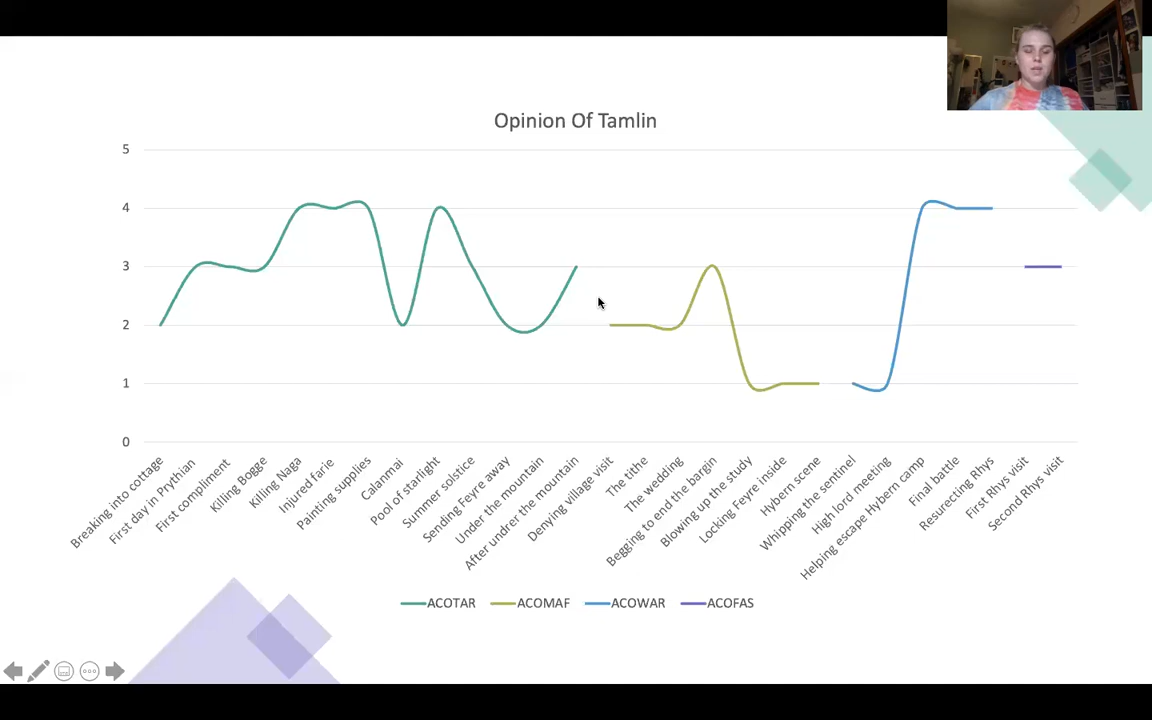 Opinion Of Tamlin
5
4
3
2
1
0
Breaking into cottage
First day in Prythian
First compliment
Killing Bogge
Killing Naga
Injured farie
Painting supplies
Calanmai
Pool of starlight
Summer solstice
Sending Feyre away
Under the mountain
After undrer the mountain
Denying village visit
The tithe
The wedding
Begging to end the bargin
Blowing up the study
Locking Feyre inside
Hybern scene
Whipping the sentinel
High lord meeting
Helping escape Hybern camp
Final battle
Resurecting Rhys
First Rhys visit
Second Rhys visit
ACOTAR ACOMAF ACOWAR ACOFAS